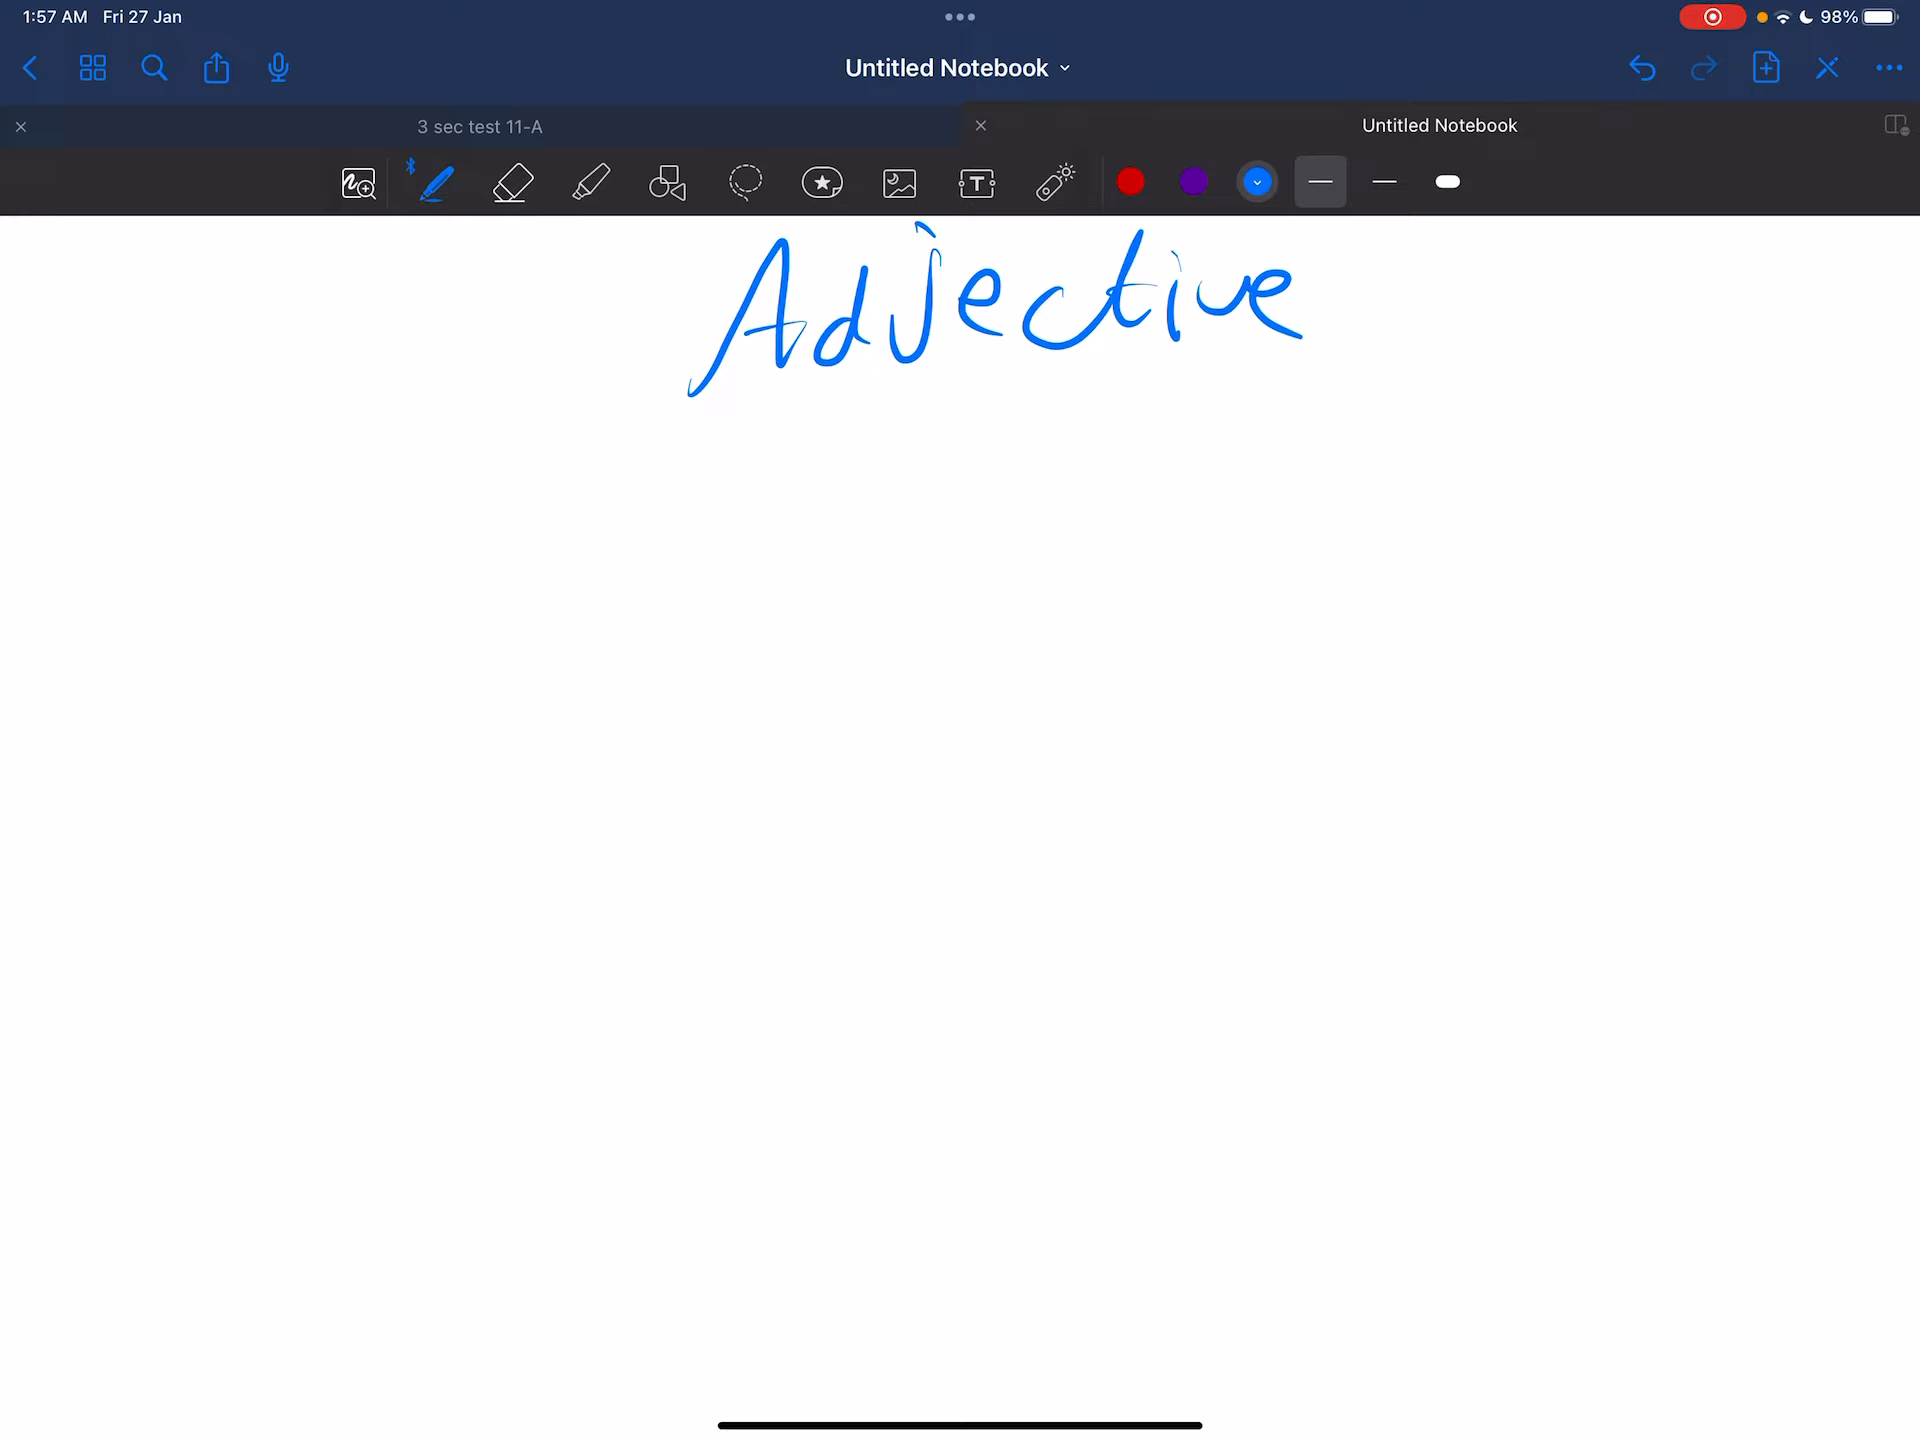 1:57 AM Fri 27 Jan
98%
Untitled Notebook
3 sec test 11-A
Untitled Notebook
T
Adjective